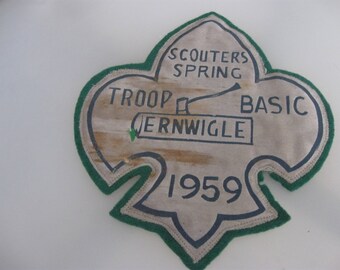 SCOUTERS
SPRING
TROOP BASIC
ERNWIGLE
1959